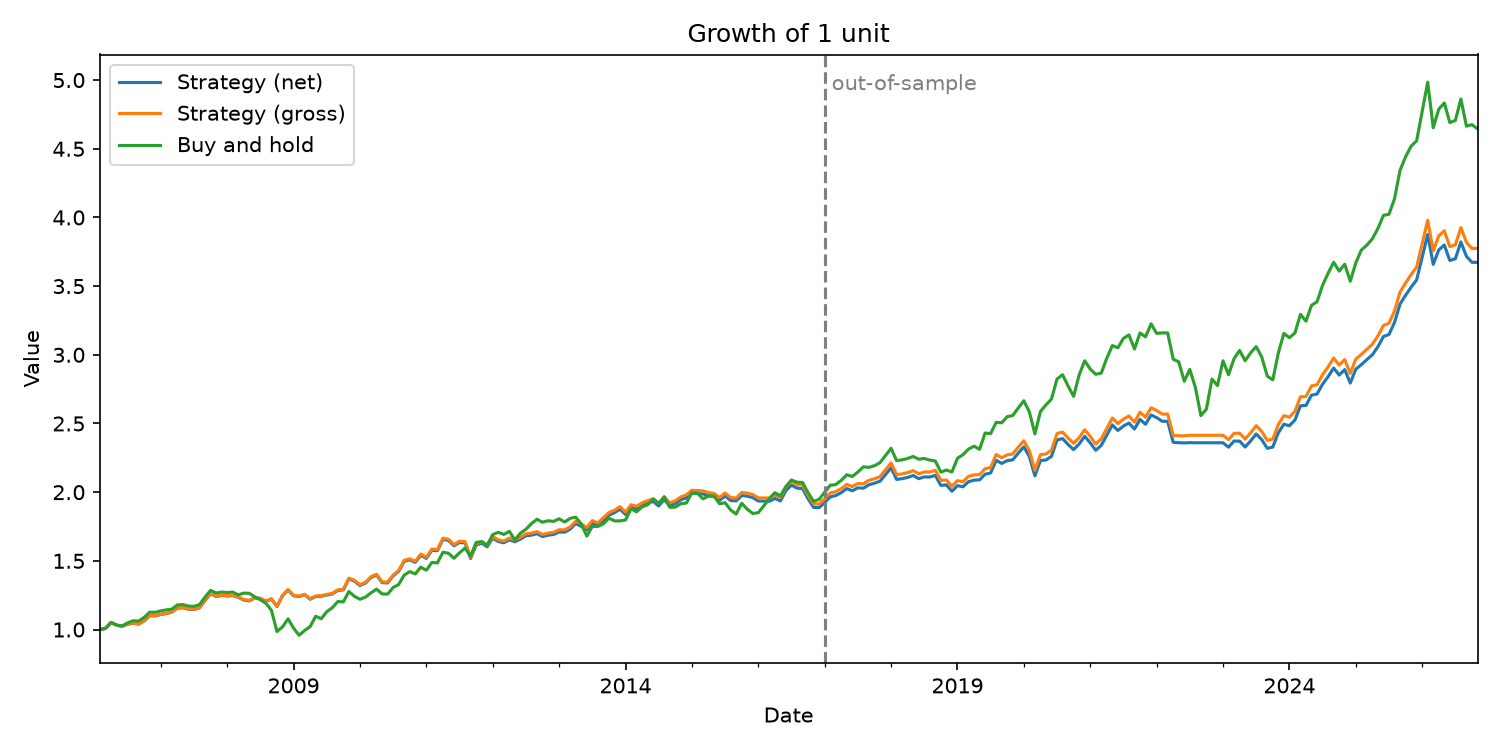 Growth of 1 unit
Strategy (net)
Strategy (gross)
Buy and hold
out-of-sample
5.0
4.5
4.0
3.5
3.0
2.5
2.0
1.5
1.0
Value
2009 2014 2019 2024
Date